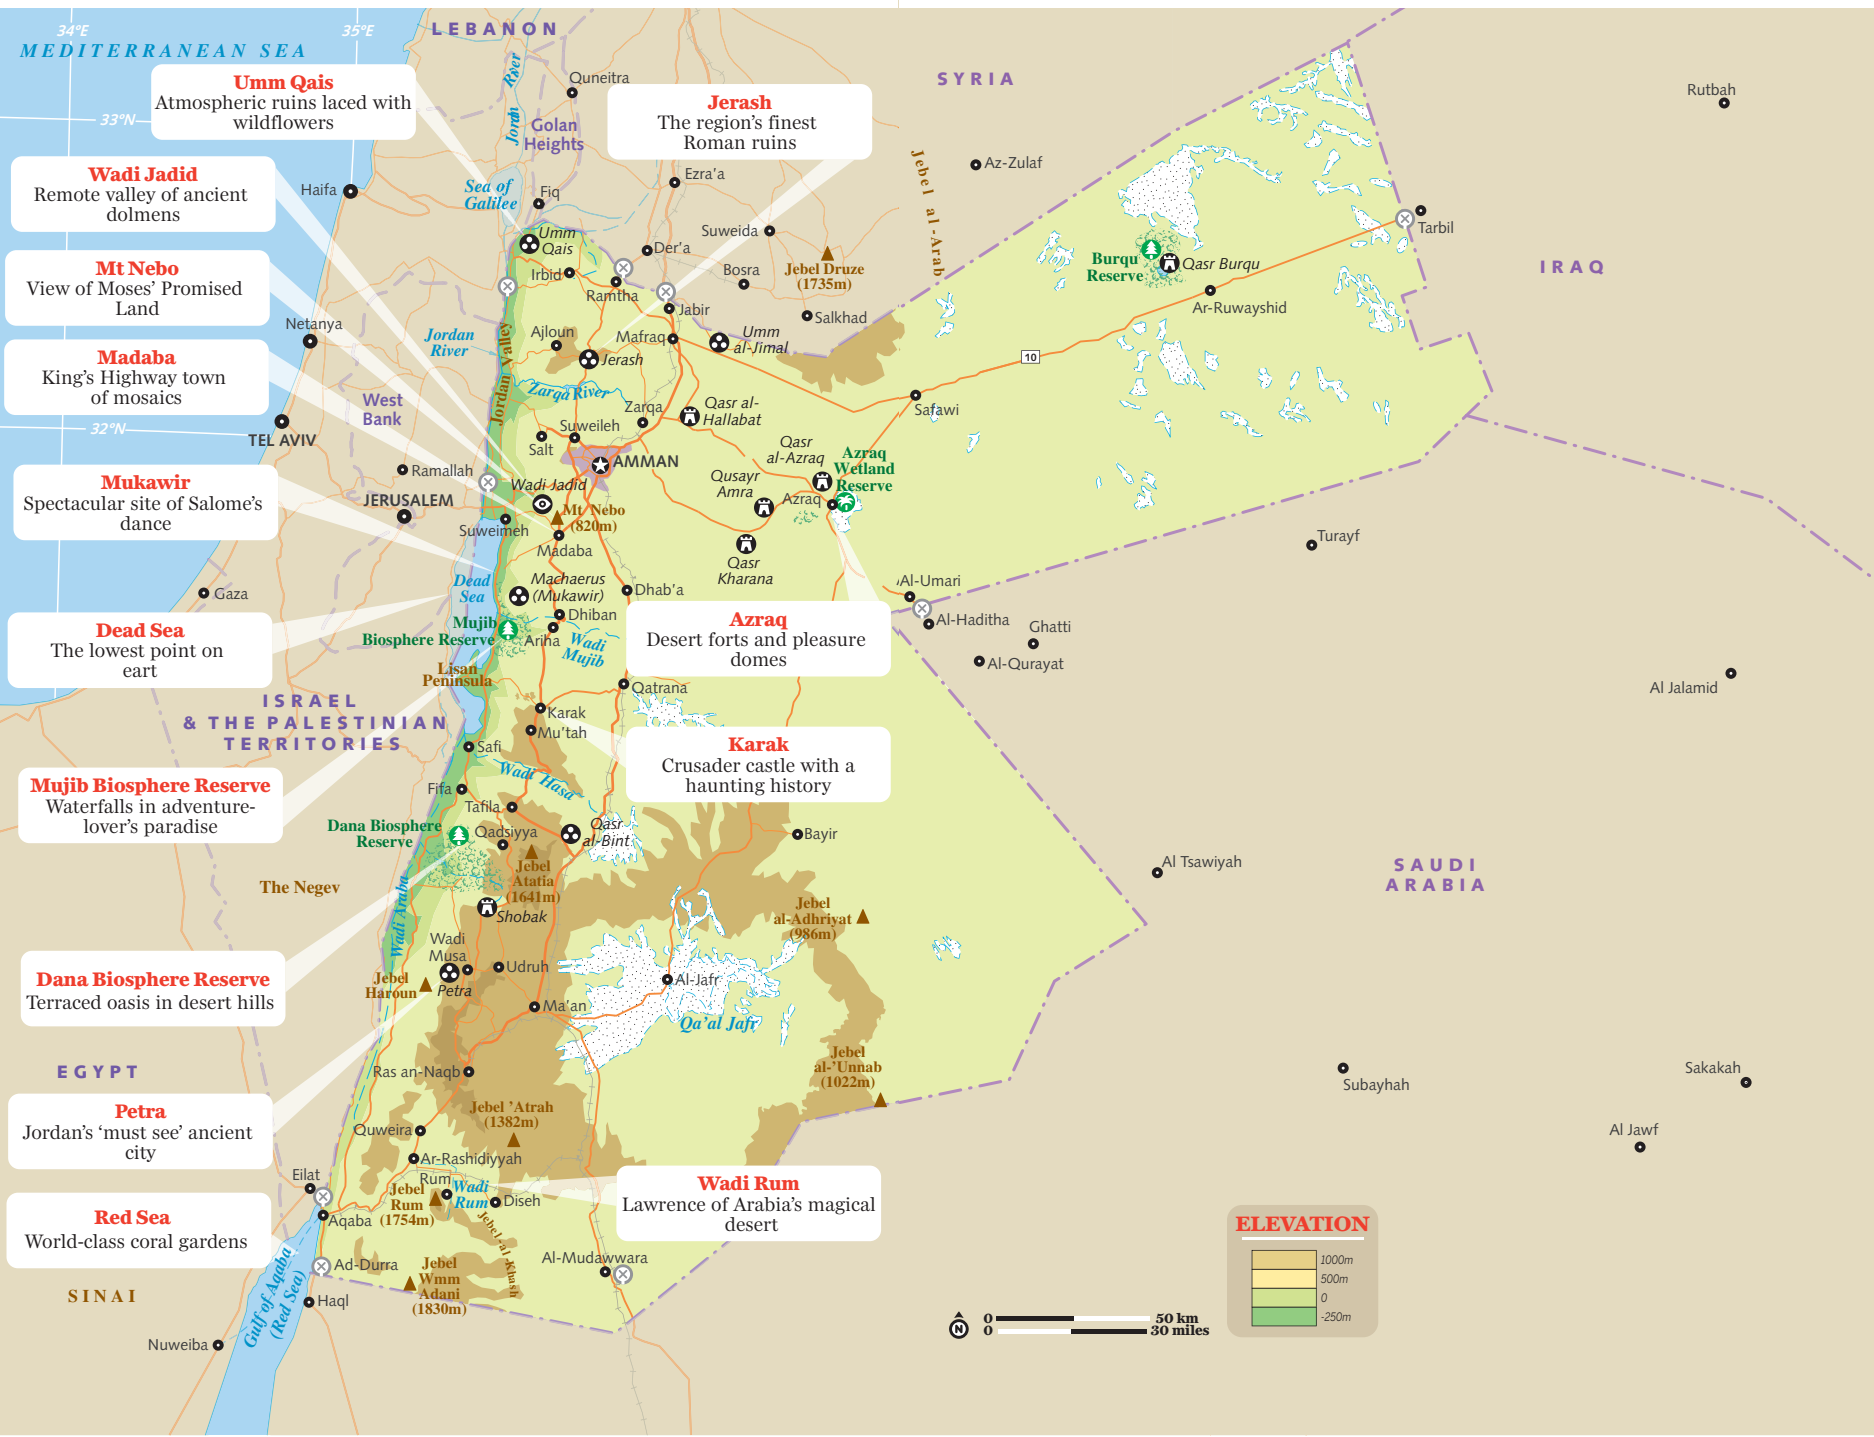 34°E
35°E
LEBANON
MEDITERRANEAN SEA
Umm Qais
Atmospheric ruins laced with
wildflowers
33°N
Jordan River
Quneitra
Golan
Heights
Jerash
The region's finest
Roman ruins
SYRIA
Rutbah
Wadi Jadid
Remote valley of ancient
dolmens
Haifa
Sea of
Galilee
Fiq
Ezra'a
Az-Zulaf
Jebel al-Arab
Suweida
Umm
Qais
Der'a
Tarbil
Mt Nebo
View of Moses' Promised
Land
Irbid
Bosra
Jebel Druze
(1735m)
Burqu
Reserve
Qasr Burqu
IRAQ
Ramtha
Jabir
Salkhad
Ar-Ruwayshid
Netanya
Jordan
River
Jordan Valley
Ajloun
Mafraq
Umm
al-Jimal
Jerash
10
Madaba
King's Highway town
of mosaics
West
Bank
Zarqa River
Zarqa
Qasr al-
Hallabat
Safawi
32°N
TEL AVIV
Suweileh
Salt
AMMAN
Qasr
al-Azraq
Azraq
Wetland
Reserve
Ramallah
Mukawir
Spectacular site of Salome's
dance
JERUSALEM
Wadi Jadid
Qusayr
Amra
Azraq
Mt Nebo
(820m)
Suweimeh
Madaba
Turayf
Qasr
Kharana
Dead
Sea
Machaerus
(Mukawir)
Dhab'a
Al-Umari
Gaza
Dhiban
Al-Haditha
Ghatti
Dead Sea
The lowest point on
eart
Mujib
Biosphere Reserve
Ariha
Wadi
Mujib
Azraq
Desert forts and pleasure
domes
Al-Qurayat
Lisan
Peninsula
Qatrana
Al Jalamid
ISRAEL
& THE PALESTINIAN
TERRITORIES
Karak
Mu'tah
Safi
Karak
Crusader castle with a
haunting history
Mujib Biosphere Reserve
Waterfalls in adventure-
lover's paradise
Wadi Hasa
Fifa
Tafila
Dana Biosphere
Reserve
Qadsiyya
Qasr
al-Bint
Bayir
Jebel
Atatia
(1641m)
Al Tsawiyah
SAUDI
ARABIA
The Negev
Wadi Araba
Shobak
Jebel
al-Adhriyat
(986m)
Wadi
Musa
Udruh
Dana Biosphere Reserve
Terraced oasis in desert hills
Jebel
Haroun
Petra
Al-Jafr
Ma'an
Qa'al Jafr
EGYPT
Ras an-Naqb
Jebel
al-'Unnab
(1022m)
Subayhah
Sakakah
Petra
Jordan's 'must see' ancient
city
Jebel 'Atrah
(1382m)
Quweira
Al Jawf
Ar-Rashidiyyah
Eilat
Rum
Jebel
Rum
(1754m)
Wadi
Rum
Diseh
Wadi Rum
Lawrence of Arabia's magical
desert
Red Sea
World-class coral gardens
Aqaba
Jebel-al-Khash
ELEVATION
1000m
500m
0
-250m
Ad-Durra
Al-Mudawwara
Jebel
Wmm
Adani
(1830m)
SINAI
Haql
Gulf of Aqaba
(Red Sea)
Nuweiba
N
0 50 km
0 30 miles